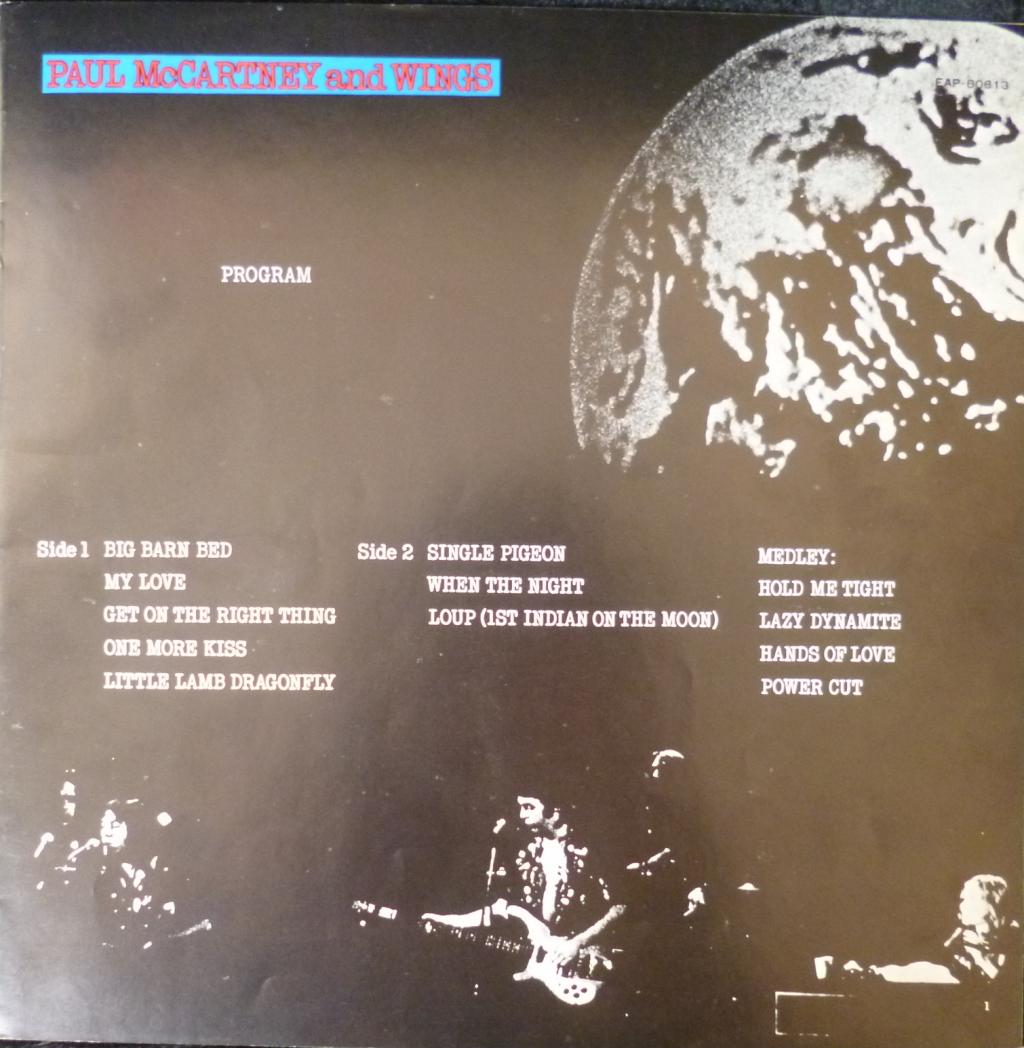 PAUL McCARTNEY and WINGS
EAP-80813
PROGRAM
Side 1 BIG BARN BED
MY LOVE
GET ON THE RIGHT THING
ONE MORE KISS
LITTLE LAMB DRAGONFLY
Side 2 SINGLE PIGEON
WHEN THE NIGHT
LOUP (1ST INDIAN ON THE MOON)
MEDLEY:
HOLD ME TIGHT
LAZY DYNAMITE
HANDS OF LOVE
POWER CUT
1